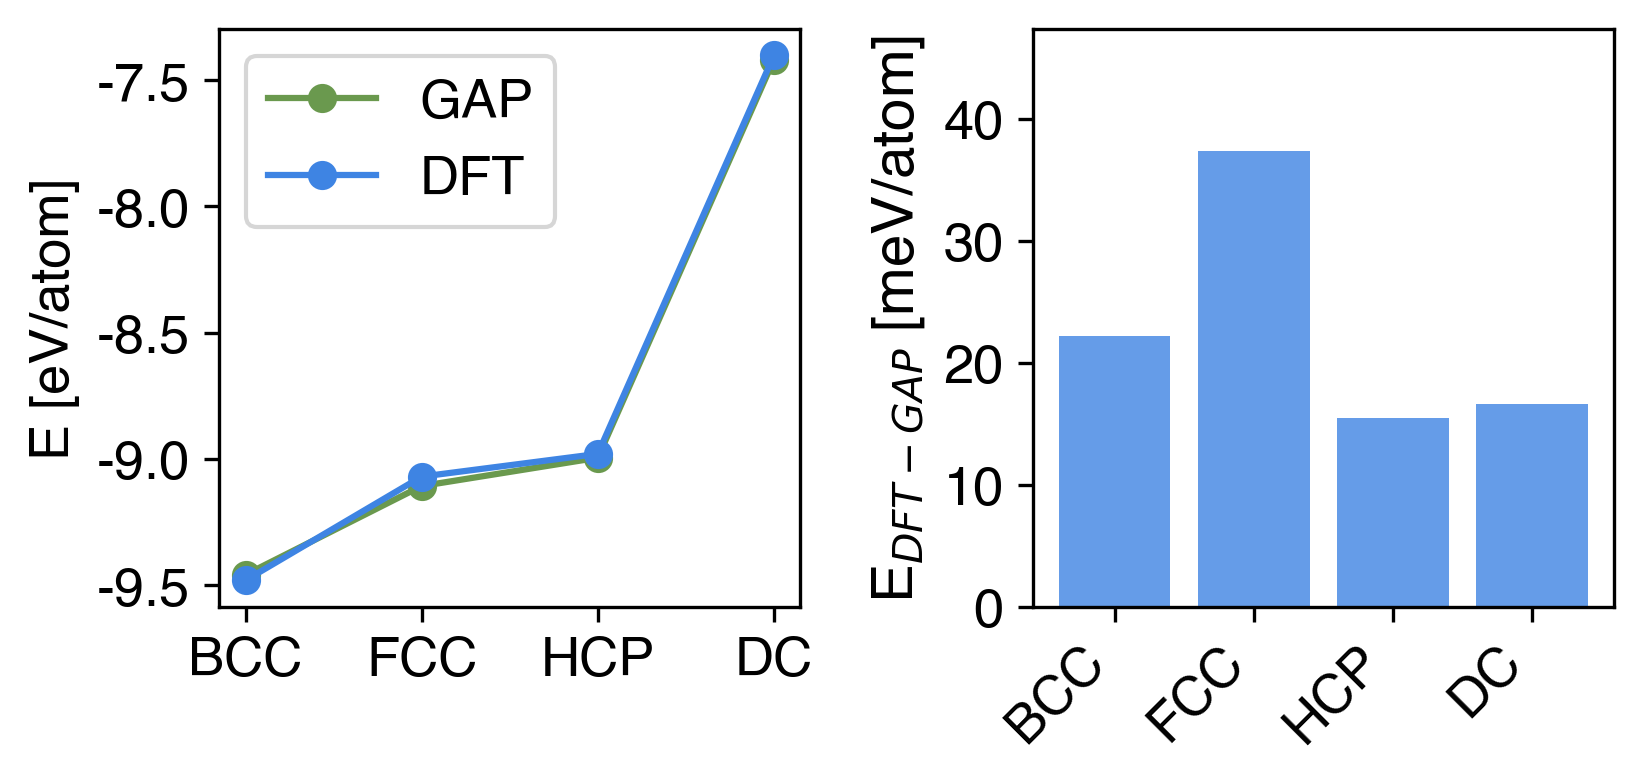 E [eV/atom]
-7.5
-8.0
-8.5
-9.0
-9.5
GAP
DFT
BCC FCC HCP DC
E_{DFT − GAP} [meV/atom]
40
30
20
10
0
BCC FCC HCP DC